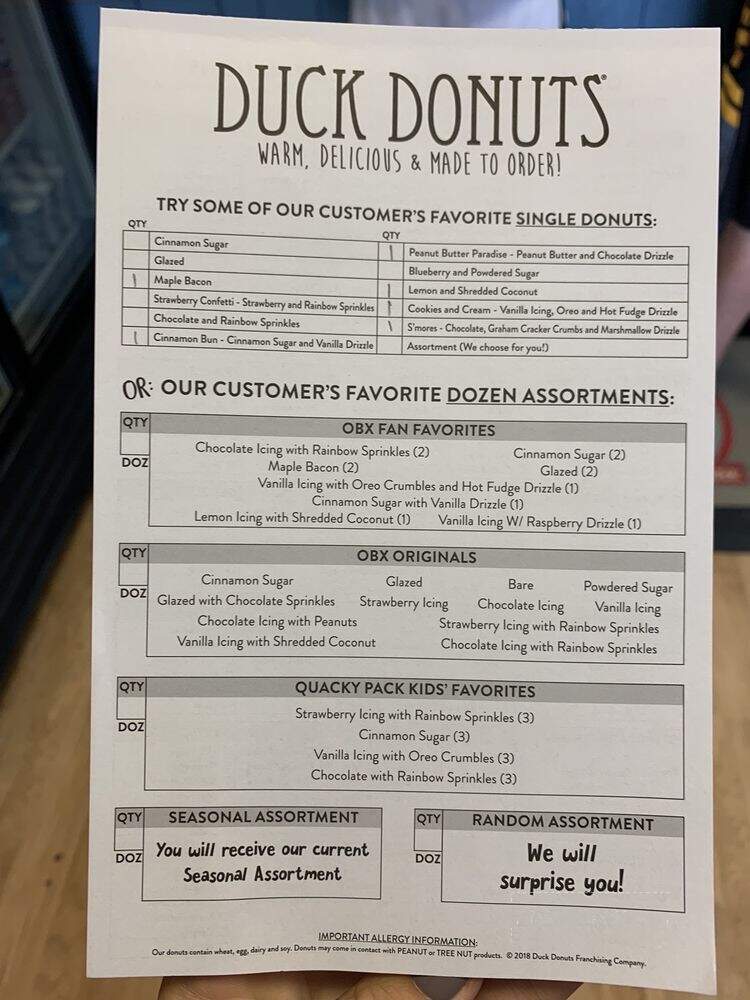 DUCK DONUTS®
WARM, DELICIOUS & MADE TO ORDER!
TRY SOME OF OUR CUSTOMER'S FAVORITE SINGLE DONUTS:
QTY
Cinnamon Sugar
Glazed
| Maple Bacon
Strawberry Confetti - Strawberry and Rainbow Sprinkles
Chocolate and Rainbow Sprinkles
| Cinnamon Bun - Cinnamon Sugar and Vanilla Drizzle
QTY
| Peanut Butter Paradise - Peanut Butter and Chocolate Drizzle
Blueberry and Powdered Sugar
| Lemon and Shredded Coconut
| Cookies and Cream - Vanilla Icing, Oreo and Hot Fudge Drizzle
| S'mores - Chocolate, Graham Cracker Crumbs and Marshmallow Drizzle
Assortment (We choose for you!)
OR: OUR CUSTOMER'S FAVORITE DOZEN ASSORTMENTS:
QTY
DOZ
OBX FAN FAVORITES
Chocolate Icing with Rainbow Sprinkles (2) Cinnamon Sugar (2)
Maple Bacon (2) Glazed (2)
Vanilla Icing with Oreo Crumbles and Hot Fudge Drizzle (1)
Cinnamon Sugar with Vanilla Drizzle (1)
Lemon Icing with Shredded Coconut (1) Vanilla Icing W/ Raspberry Drizzle (1)
QTY
DOZ
OBX ORIGINALS
Cinnamon Sugar Glazed Bare Powdered Sugar
Glazed with Chocolate Sprinkles Strawberry Icing Chocolate Icing Vanilla Icing
Chocolate Icing with Peanuts Strawberry Icing with Rainbow Sprinkles
Vanilla Icing with Shredded Coconut Chocolate Icing with Rainbow Sprinkles
QTY
DOZ
QUACKY PACK KIDS' FAVORITES
Strawberry Icing with Rainbow Sprinkles (3)
Cinnamon Sugar (3)
Vanilla Icing with Oreo Crumbles (3)
Chocolate with Rainbow Sprinkles (3)
QTY
DOZ
SEASONAL ASSORTMENT
You will receive our current
Seasonal Assortment
QTY
DOZ
RANDOM ASSORTMENT
We will
surprise you!
IMPORTANT ALLERGY INFORMATION:
Our donuts contain wheat, egg, dairy and soy. Donuts may come in contact with PEANUT or TREE NUT products. © 2018 Duck Donuts Franchising Company.